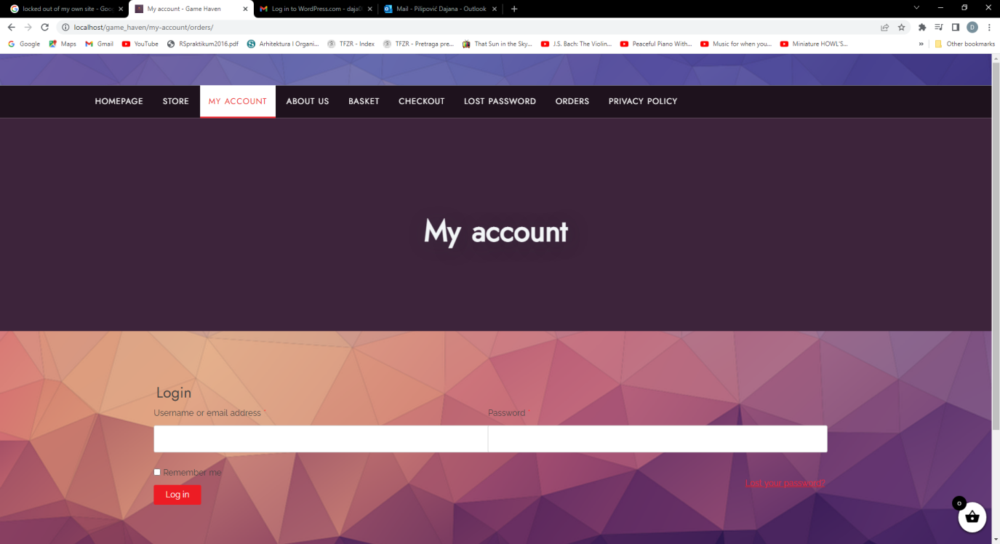 locked out of my own site - Goo
My account - Game Haven
Log in to WordPress.com - daja0
Mail - Pilipović Dajana - Outlook
localhost/game_haven/my-account/orders/
D
Google
Maps
Gmail
YouTube
RSpraktikum2016.pdf
Arhitektura I Organi...
TFZR - Index
TFZR - Pretraga pre...
That Sun in the Sky...
J.S. Bach: The Violin...
Peaceful Piano With...
Music for when you...
Miniature HOWL'S...
»
Other bookmarks
HOMEPAGE
STORE
MY ACCOUNT
ABOUT US
BASKET
CHECKOUT
LOST PASSWORD
ORDERS
PRIVACY POLICY
My account
Login
Username or email address *
Password *
Remember me
Lost your password?
Log in
0